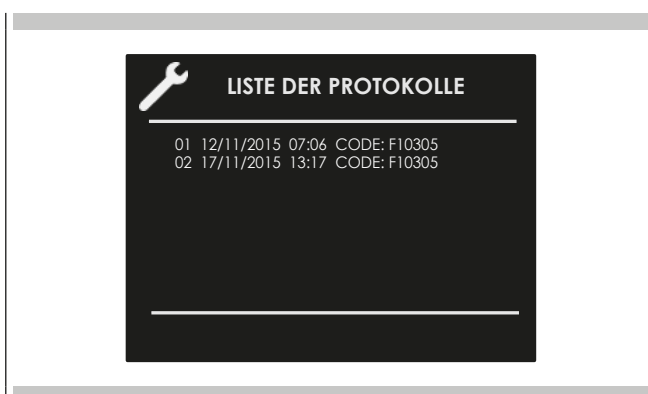 LISTE DER PROTOKOLLE
01 12/11/2015 07:06 CODE: F10305
02 17/11/2015 13:17 CODE: F10305